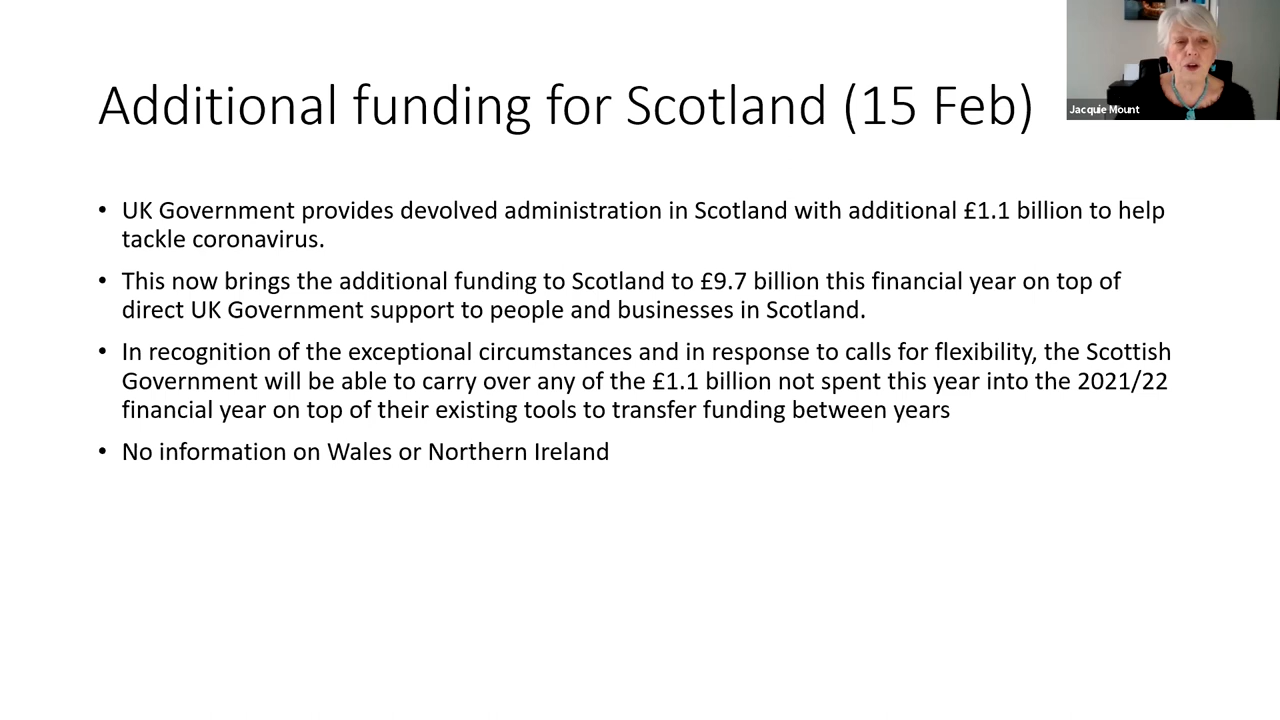 Additional funding for Scotland (15 Feb)
Jacquie Mount
• UK Government provides devolved administration in Scotland with additional £1.1 billion to help
tackle coronavirus.
• This now brings the additional funding to Scotland to £9.7 billion this financial year on top of
direct UK Government support to people and businesses in Scotland.
• In recognition of the exceptional circumstances and in response to calls for flexibility, the Scottish
Government will be able to carry over any of the £1.1 billion not spent this year into the 2021/22
financial year on top of their existing tools to transfer funding between years
• No information on Wales or Northern Ireland